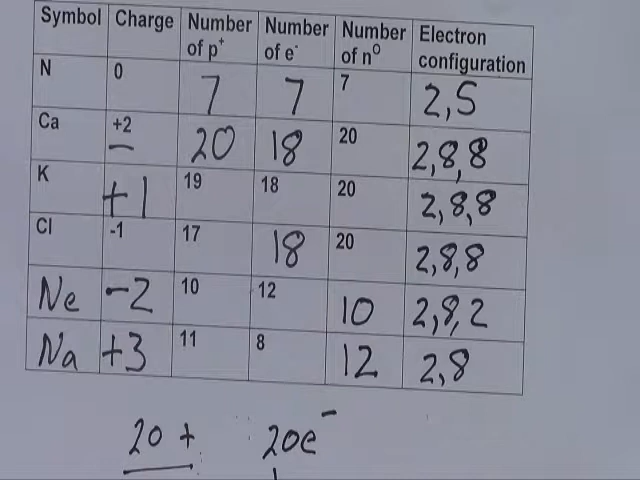 Symbol Charge Number of p⁺ Number of e⁻ Number of n⁰ Electron configuration
N 0 7 7 7 2,5
Ca +2 20 18 20 2,8,8
K +1 19 18 20 2,8,8
Cl -1 17 18 20 2,8,8
Ne -2 10 12 10 2,8,2
Na +3 11 8 12 2,8
20 + 20e⁻